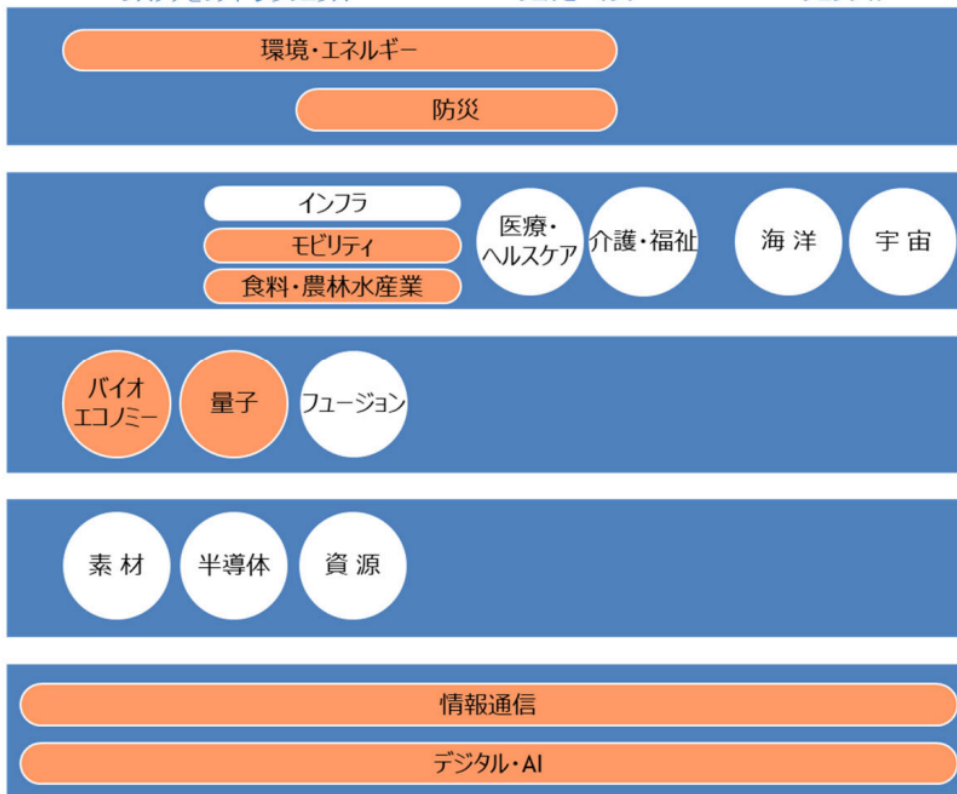 環境・エネルギー
防災
インフラ
モビリティ
食料・農林水産業
医療・
ヘルスケア
介護・福祉
海 洋
宇 宙
バイオ
エコノミー
量子
フュージョン
素 材
半導体
資 源
情報通信
デジタル・AI